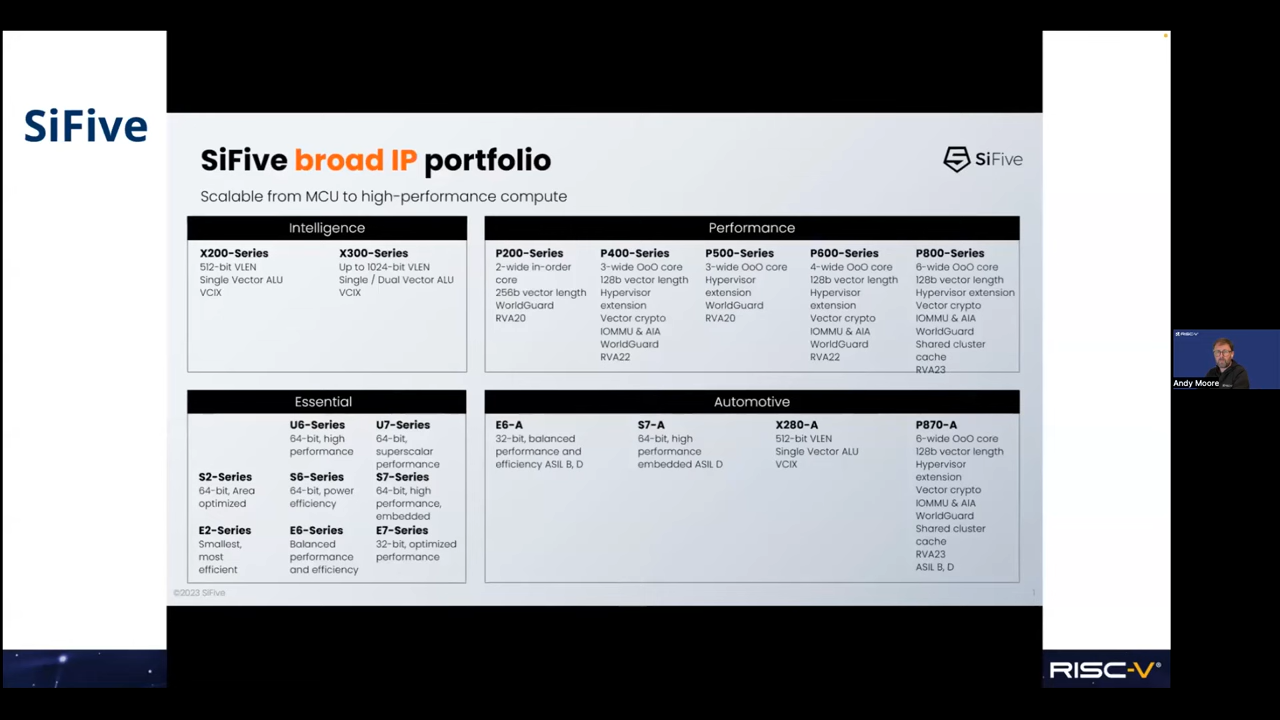 SiFive
SiFive broad IP portfolio
SiFive
Scalable from MCU to high-performance compute
Intelligence
X200-Series
512-bit VLEN
Single Vector ALU
VCIX
X300-Series
Up to 1024-bit VLEN
Single / Dual Vector ALU
VCIX
Performance
P200-Series
2-wide in-order
core
256b vector length
WorldGuard
RVA20
P400-Series
3-wide OoO core
128b vector length
Hypervisor
extension
Vector crypto
IOMMU & AIA
WorldGuard
RVA22
P500-Series
3-wide OoO core
Hypervisor
extension
WorldGuard
RVA20
P600-Series
4-wide OoO core
128b vector length
Hypervisor
extension
Vector crypto
IOMMU & AIA
WorldGuard
RVA22
P800-Series
6-wide OoO core
128b vector length
Hypervisor extension
Vector crypto
IOMMU & AIA
WorldGuard
Shared cluster
cache
RVA23
Essential
U6-Series
64-bit, high
performance
U7-Series
64-bit,
superscalar
performance
S2-Series
64-bit, Area
optimized
S6-Series
64-bit, power
efficiency
S7-Series
64-bit, high
performance,
embedded
E2-Series
Smallest,
most
efficient
E6-Series
Balanced
performance
and efficiency
E7-Series
32-bit, optimized
performance
Automotive
E6-A
32-bit, balanced
performance and
efficiency ASIL B, D
S7-A
64-bit, high
performance
embedded ASIL D
X280-A
512-bit VLEN
Single Vector ALU
VCIX
P870-A
6-wide OoO core
128b vector length
Hypervisor
extension
Vector crypto
IOMMU & AIA
WorldGuard
Shared cluster
cache
RVA23
ASIL B, D
©2023 SiFive
1
RISC-V®
RISC-V
Andy Moore